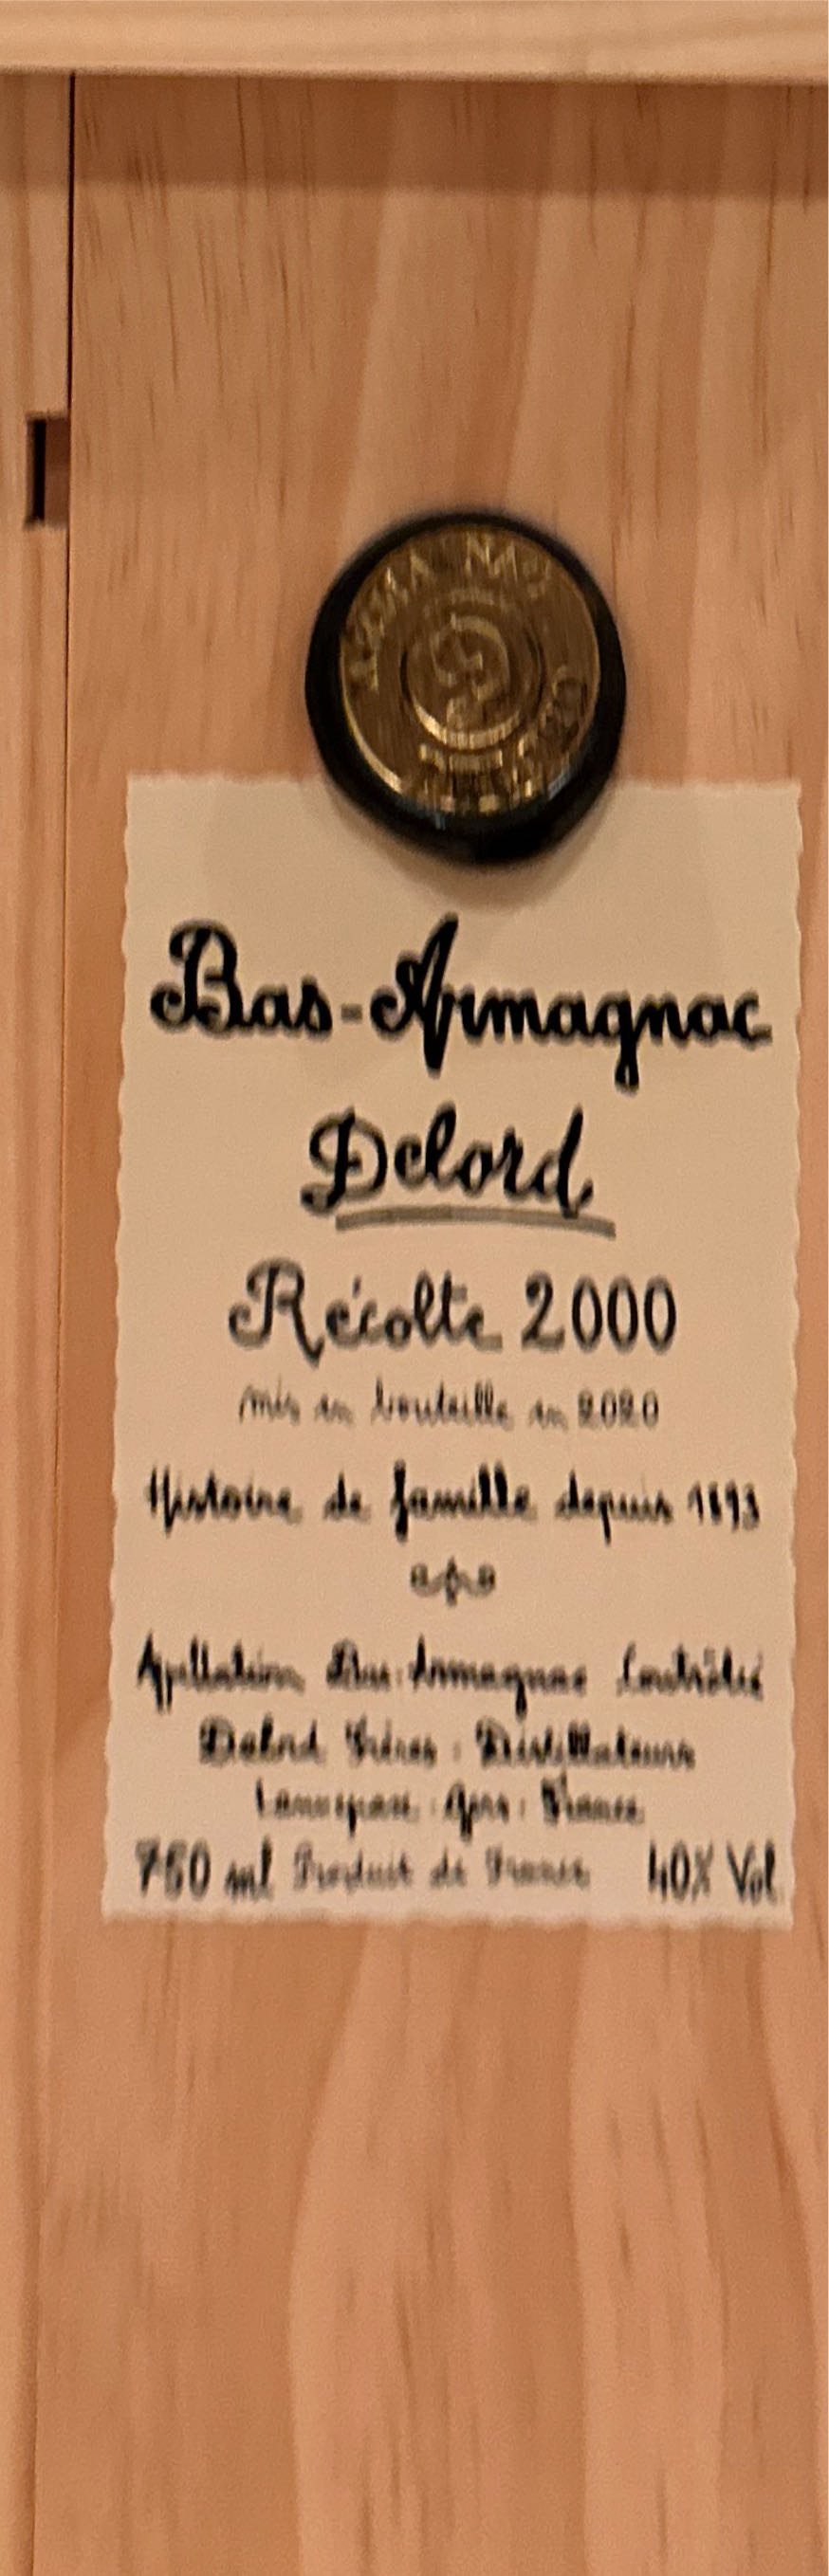 Bas-Armagnac
Delord
Récolte 2000
mis en bouteille en 2020
Histoire de famille depuis 1893
Appellation Bas-Armagnac Contrôlée
Delord Frères - Distillateurs
Lannepax - Gers - France
750 ml Produit de France 40% Vol